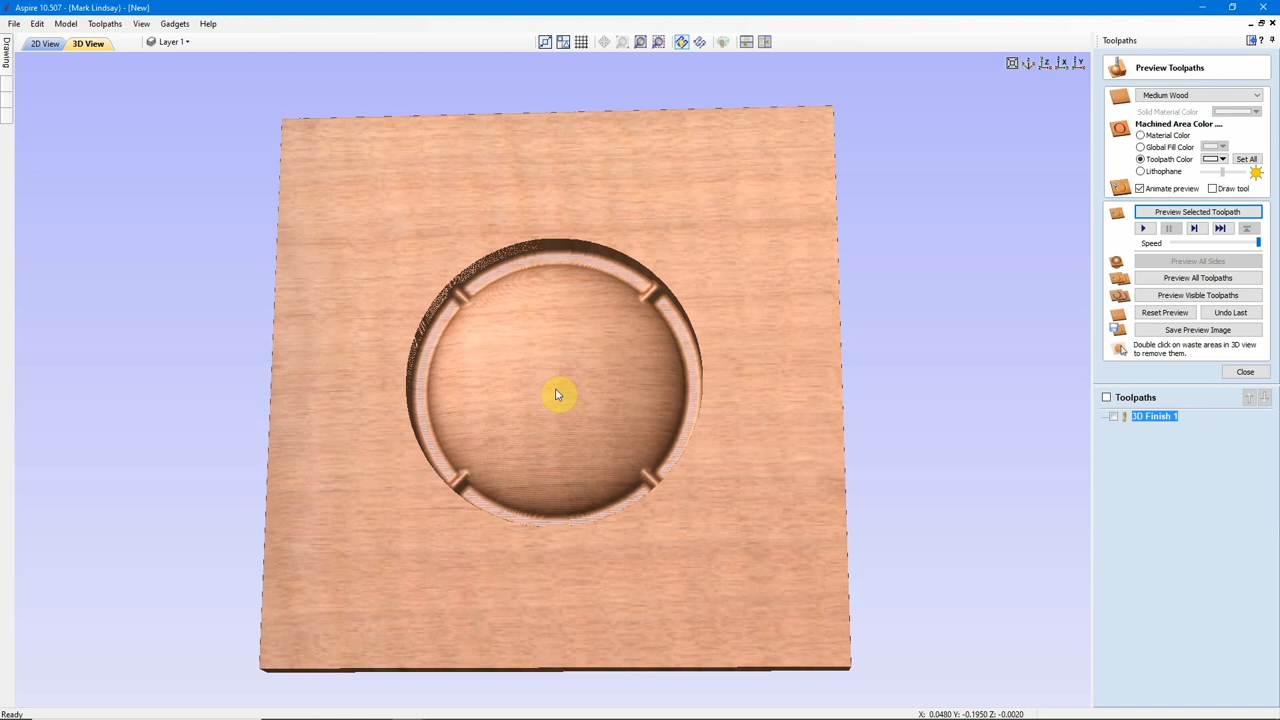 Aspire 10.507 - {Mark Lindsay} - [New]
File Edit Model Toolpaths View Gadgets Help
2D View 3D View Layer 1
Drawing
Toolpaths
Preview Toolpaths
Medium Wood
Solid Material Color
Machined Area Color ....
Material Color
Global Fill Color
Toolpath Color Set All
Lithophane
Animate preview Draw tool
Preview Selected Toolpath
Speed
Preview All Sides
Preview All Toolpaths
Preview Visible Toolpaths
Reset Preview Undo Last
Save Preview Image
Double click on waste areas in 3D view
to remove them.
Close
Toolpaths
3D Finish 1
Ready X: 0.0480 Y: -0.1950 Z: -0.0020